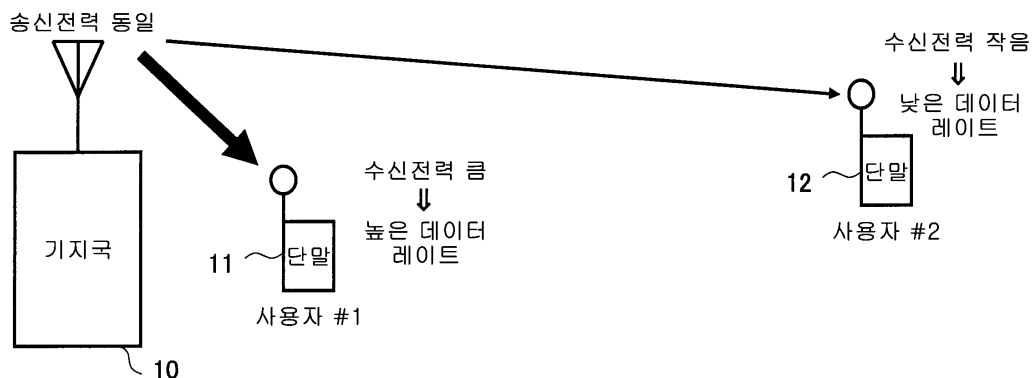 송신전력 동일
기지국
10
11
단말
사용자 #1
수신전력 큼
⇓
높은 데이터
레이트
수신전력 작음
⇓
낮은 데이터
레이트
12
단말
사용자 #2